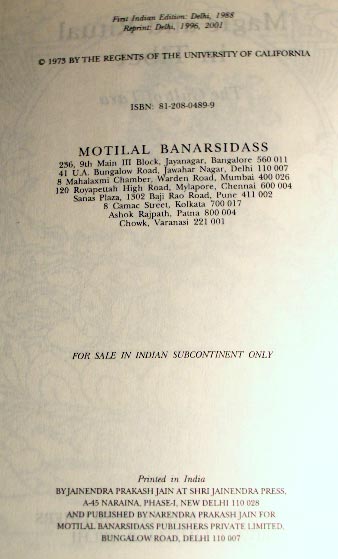 First Indian Edition: Delhi, 1988
Reprint: Delhi, 1996, 2001
© 1973 BY THE REGENTS OF THE UNIVERSITY OF CALIFORNIA
ISBN: 81-208-0489-9
MOTILAL BANARSIDASS
236, 9th Main III Block, Jayanagar, Bangalore 560 011
41 U.A. Bungalow Road, Jawahar Nagar, Delhi 110 007
8 Mahalaxmi Chamber, Warden Road, Mumbai 400 026
120 Royapettah High Road, Mylapore, Chennai 600 004
Sanas Plaza, 1302 Baji Rao Road, Pune 411 002
8 Camac Street, Kolkata 700 017
Ashok Rajpath, Patna 800 004
Chowk, Varanasi 221 001
FOR SALE IN INDIAN SUBCONTINENT ONLY
Printed in India
BY JAINENDRA PRAKASH JAIN AT SHRI JAINENDRA PRESS,
A-45 NARAINA, PHASE-I, NEW DELHI 110 028
AND PUBLISHED BY NARENDRA PRAKASH JAIN FOR
MOTILAL BANARSIDASS PUBLISHERS PRIVATE LIMITED,
BUNGALOW ROAD, DELHI 110 007